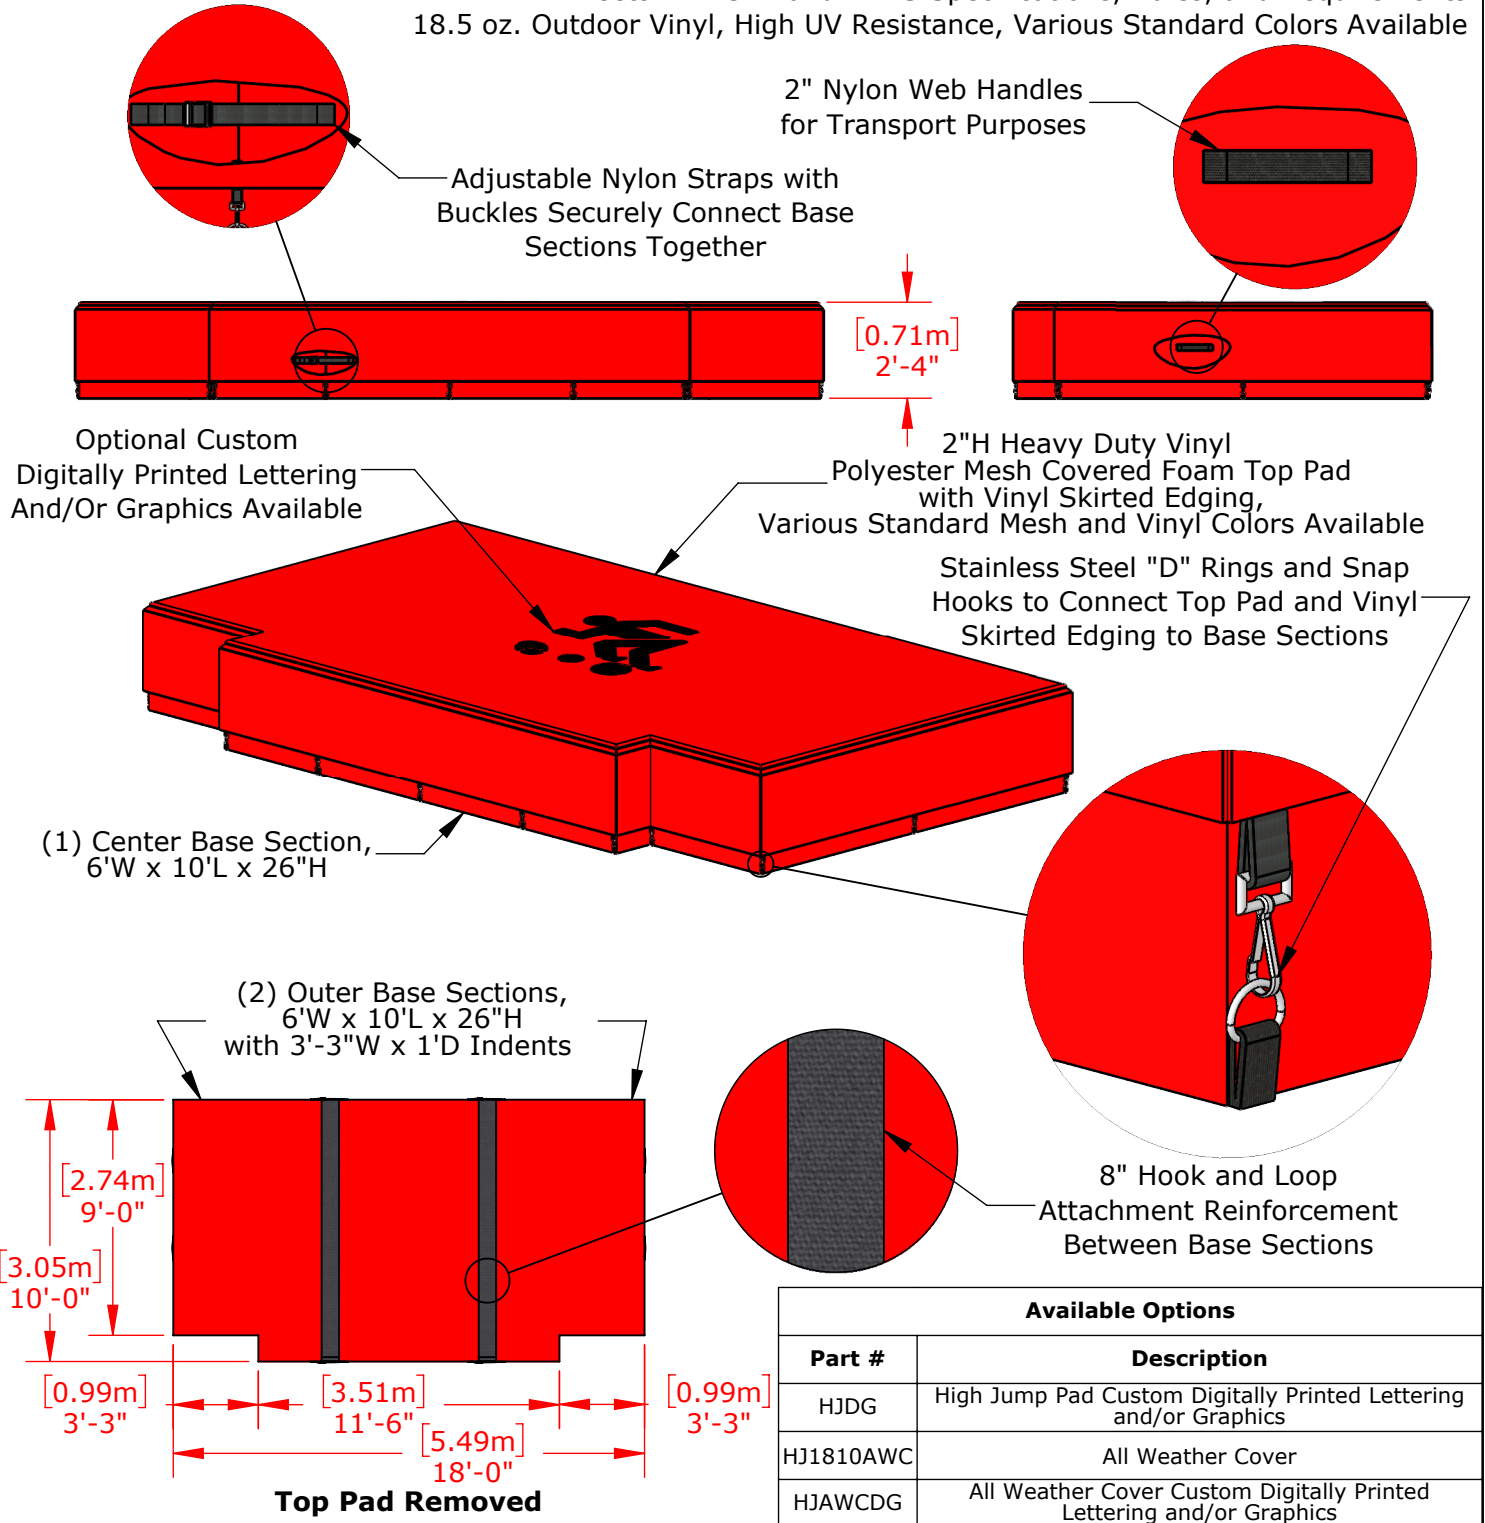 18.5 oz. Outdoor Vinyl, High UV Resistance, Various Standard Colors Available
2" Nylon Web Handles
for Transport Purposes
Adjustable Nylon Straps with
Buckles Securely Connect Base
Sections Together
[0.71m]
2'-4"
Optional Custom
Digitally Printed Lettering
And/Or Graphics Available
2"H Heavy Duty Vinyl
Polyester Mesh Covered Foam Top Pad
with Vinyl Skirted Edging,
Various Standard Mesh and Vinyl Colors Available
Stainless Steel "D" Rings and Snap
Hooks to Connect Top Pad and Vinyl
Skirted Edging to Base Sections
(1) Center Base Section,
6'W x 10'L x 26"H
(2) Outer Base Sections,
6'W x 10'L x 26"H
with 3'-3"W x 1'D Indents
[2.74m]
9'-0"
[3.05m]
10'-0"
[0.99m]
3'-3"
[3.51m]
11'-6"
[0.99m]
3'-3"
[5.49m]
18'-0"
Top Pad Removed
8" Hook and Loop
Attachment Reinforcement
Between Base Sections
Available Options
Part # Description
HJDG High Jump Pad Custom Digitally Printed Lettering
and/or Graphics
HJ1810AWC All Weather Cover
HJAWCDG All Weather Cover Custom Digitally Printed
Lettering and/or Graphics